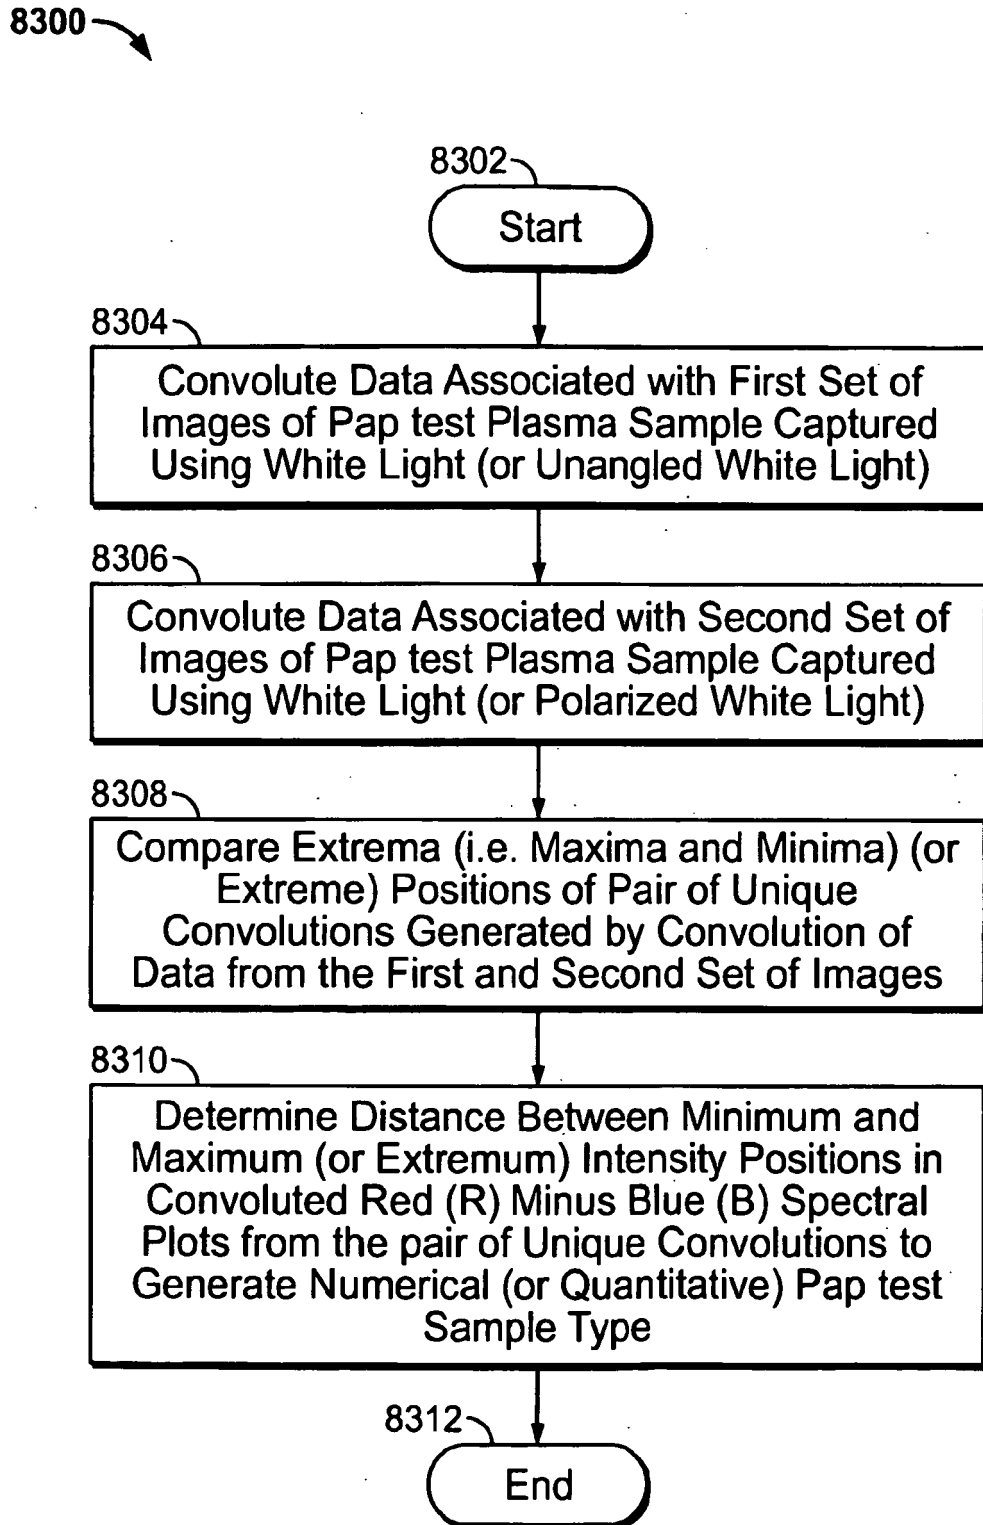 8300
8302
Start
8304
Convolute Data Associated with First Set of
Images of Pap test Plasma Sample Captured
Using White Light (or Unangled White Light)
8306
Convolute Data Associated with Second Set of
Images of Pap test Plasma Sample Captured
Using White Light (or Polarized White Light)
8308
Compare Extrema (i.e. Maxima and Minima) (or
Extreme) Positions of Pair of Unique
Convolutions Generated by Convolution of
Data from the First and Second Set of Images
8310
Determine Distance Between Minimum and
Maximum (or Extremum) Intensity Positions in
Convoluted Red (R) Minus Blue (B) Spectral
Plots from the pair of Unique Convolutions to
Generate Numerical (or Quantitative) Pap test
Sample Type
8312
End